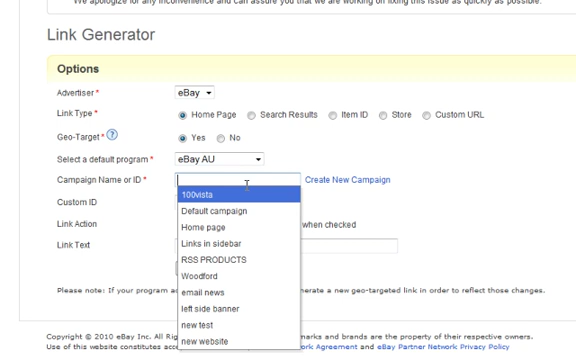 We apologize for any inconvenience and can assure you that we are working on fixing this issue as quickly as possible.
Link Generator
Options
Advertiser * eBay
Link Type * Home Page Search Results Item ID Store Custom URL
Geo-Target * ? Yes No
Select a default program * eBay AU
Campaign Name or ID * Create New Campaign
100vista
Custom ID Default campaign
Link Action Home page when checked
Link Text Links in sidebar
RSS PRODUCTS
Woodford
Please note: If your program email news erate a new geo-targeted link in order to reflect those changes.
left side banner
new test
Copyright © 2010 eBay Inc. All Rig new website marks and brands are the property of their respective owners.
Use of this website constitutes acce Agreement and eBay Partner Network Privacy Policy